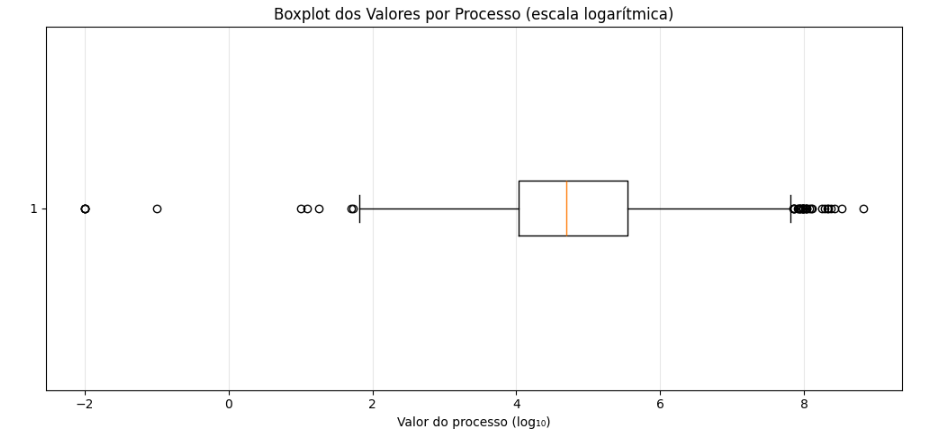 Boxplot dos Valores por Processo (escala logarítmica)
1
−2 0 2 4 6 8
Valor do processo (log₁₀)